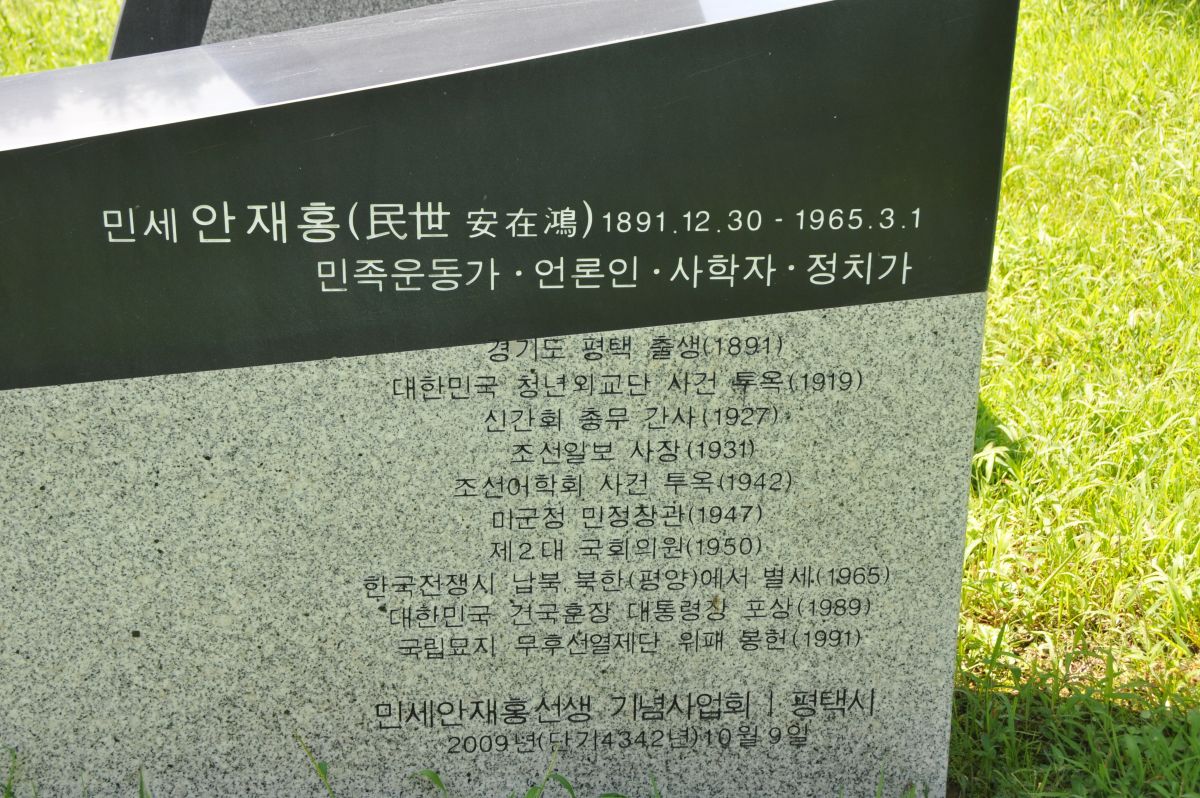 민세 안재홍(民世 安在鴻) 1891.12.30 - 1965.3.1
민족운동가 · 언론인 · 사학자 · 정치가
경기도 평택 출생(1891)
대한민국 청년외교단 사건 투옥(1919)
신간회 총무 간사(1927)
조선일보 사장(1931)
조선어학회 사건 투옥(1942)
미군정 민정장관(1947)
제2대 국회의원(1950)
한국전쟁시 납북, 북한(평양)에서 별세(1965)
대한민국 건국훈장 대통령장 포상(1989)
국립묘지 무후선열제단 위패 봉헌(1991)
민세안재홍선생 기념사업회 | 평택시
2009년(단기4342년)10월 9일